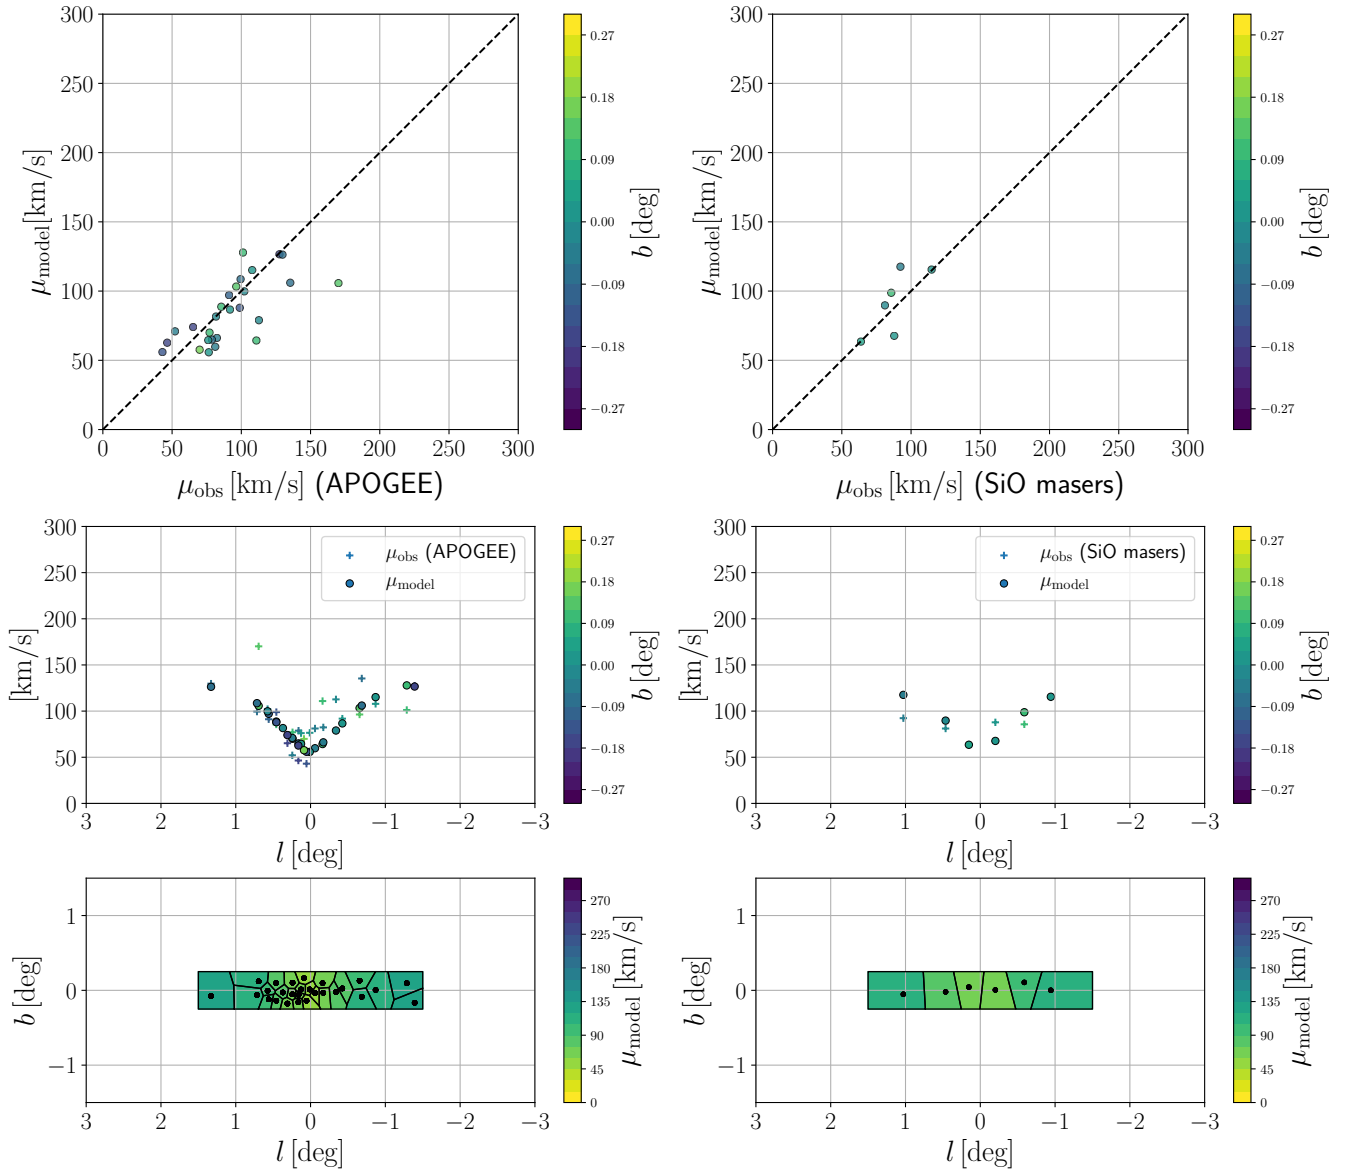 300
250
200
150
100
50
0
μmodel[km/s]
0 50 100 150 200 250 300
μobs [km/s] (APOGEE)
0.27
0.18
0.09
0.00
−0.09
−0.18
−0.27
b [deg]
300
250
200
150
100
50
0
μmodel[km/s]
0 50 100 150 200 250 300
μobs [km/s] (SiO masers)
0.27
0.18
0.09
0.00
−0.09
−0.18
−0.27
b [deg]
300
250
200
150
100
50
0
[km/s]
μobs (APOGEE)
μmodel
3 2 1 0 −1 −2 −3
l [deg]
0.27
0.18
0.09
0.00
−0.09
−0.18
−0.27
b [deg]
300
250
200
150
100
50
0
[km/s]
μobs (SiO masers)
μmodel
3 2 1 0 −1 −2 −3
l [deg]
0.27
0.18
0.09
0.00
−0.09
−0.18
−0.27
b [deg]
1
0
−1
b [deg]
3 2 1 0 −1 −2 −3
l [deg]
270
225
180
135
90
45
0
μmodel [km/s]
1
0
−1
b [deg]
3 2 1 0 −1 −2 −3
l [deg]
270
225
180
135
90
45
0
μmodel [km/s]